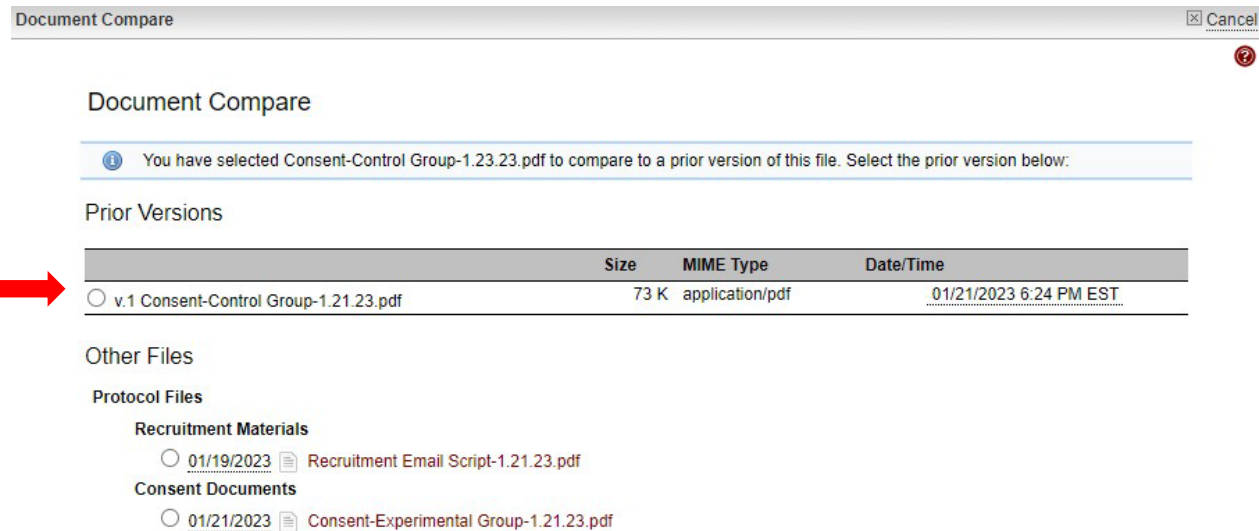 Document Compare
Cancel
Document Compare
You have selected Consent-Control Group-1.23.23.pdf to compare to a prior version of this file. Select the prior version below:
Prior Versions
Size MIME Type Date/Time
v.1 Consent-Control Group-1.21.23.pdf 73 K application/pdf 01/21/2023 6:24 PM EST
Other Files
Protocol Files
Recruitment Materials
01/19/2023 Recruitment Email Script-1.21.23.pdf
Consent Documents
01/21/2023 Consent-Experimental Group-1.21.23.pdf